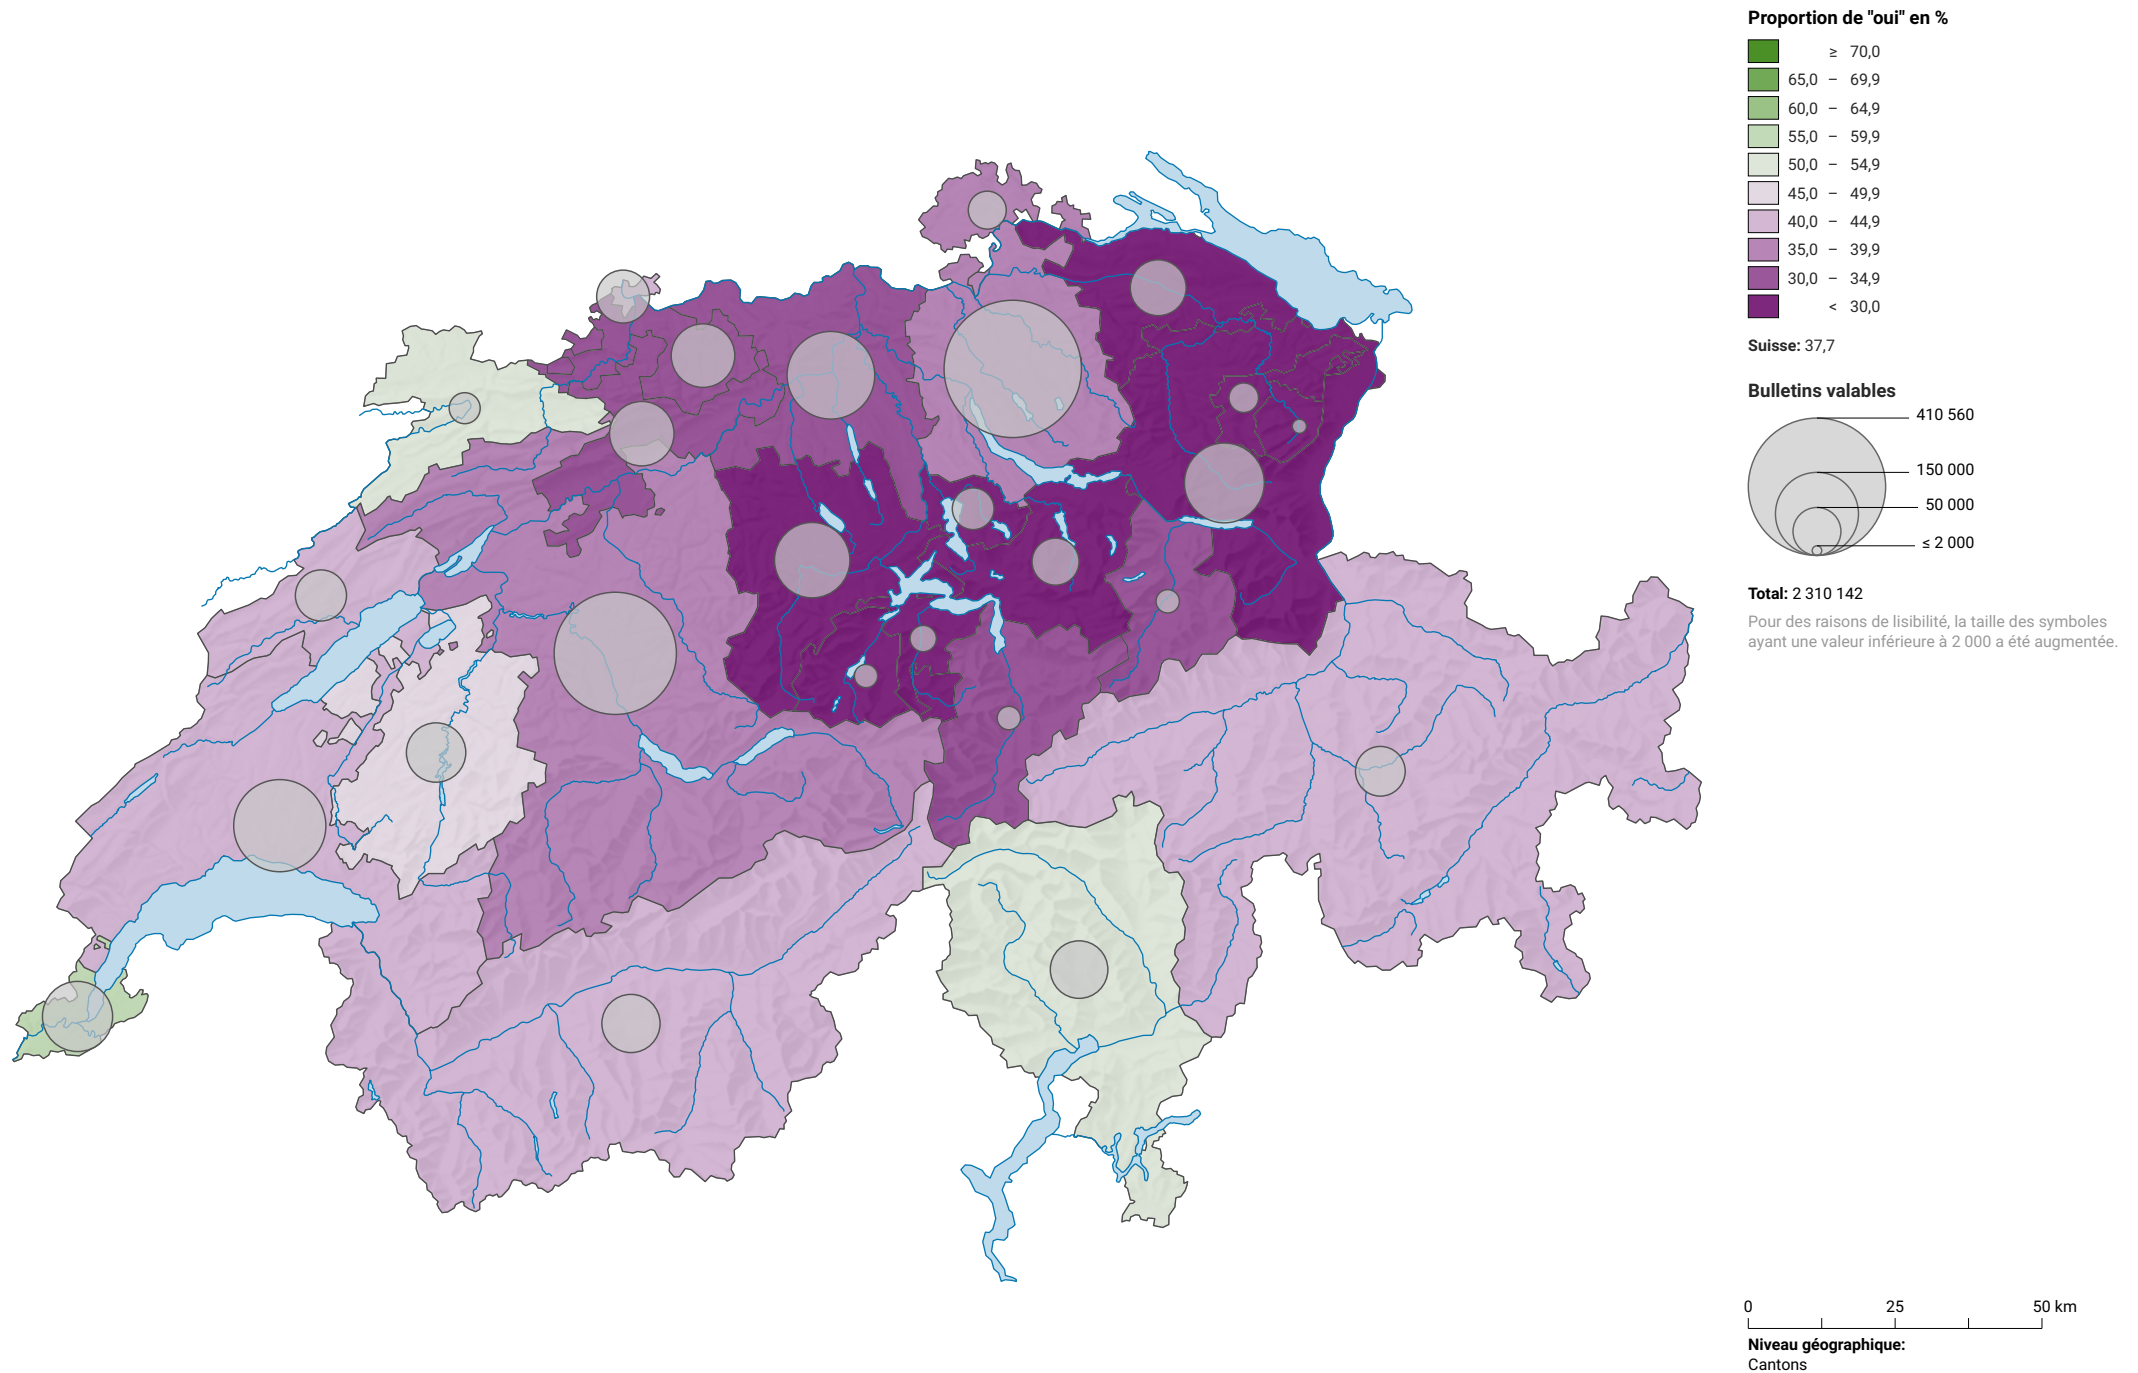 Proportion de "oui" en %
≥ 70,0
65,0 – 69,9
60,0 – 64,9
55,0 – 59,9
50,0 – 54,9
45,0 – 49,9
40,0 – 44,9
35,0 – 39,9
30,0 – 34,9
< 30,0
Suisse: 37,7
Bulletins valables
410 560
150 000
50 000
≤ 2 000
Total: 2 310 142
Pour des raisons de lisibilité, la taille des symboles
ayant une valeur inférieure à 2 000 a été augmentée.
0 25 50 km
Niveau géographique:
Cantons